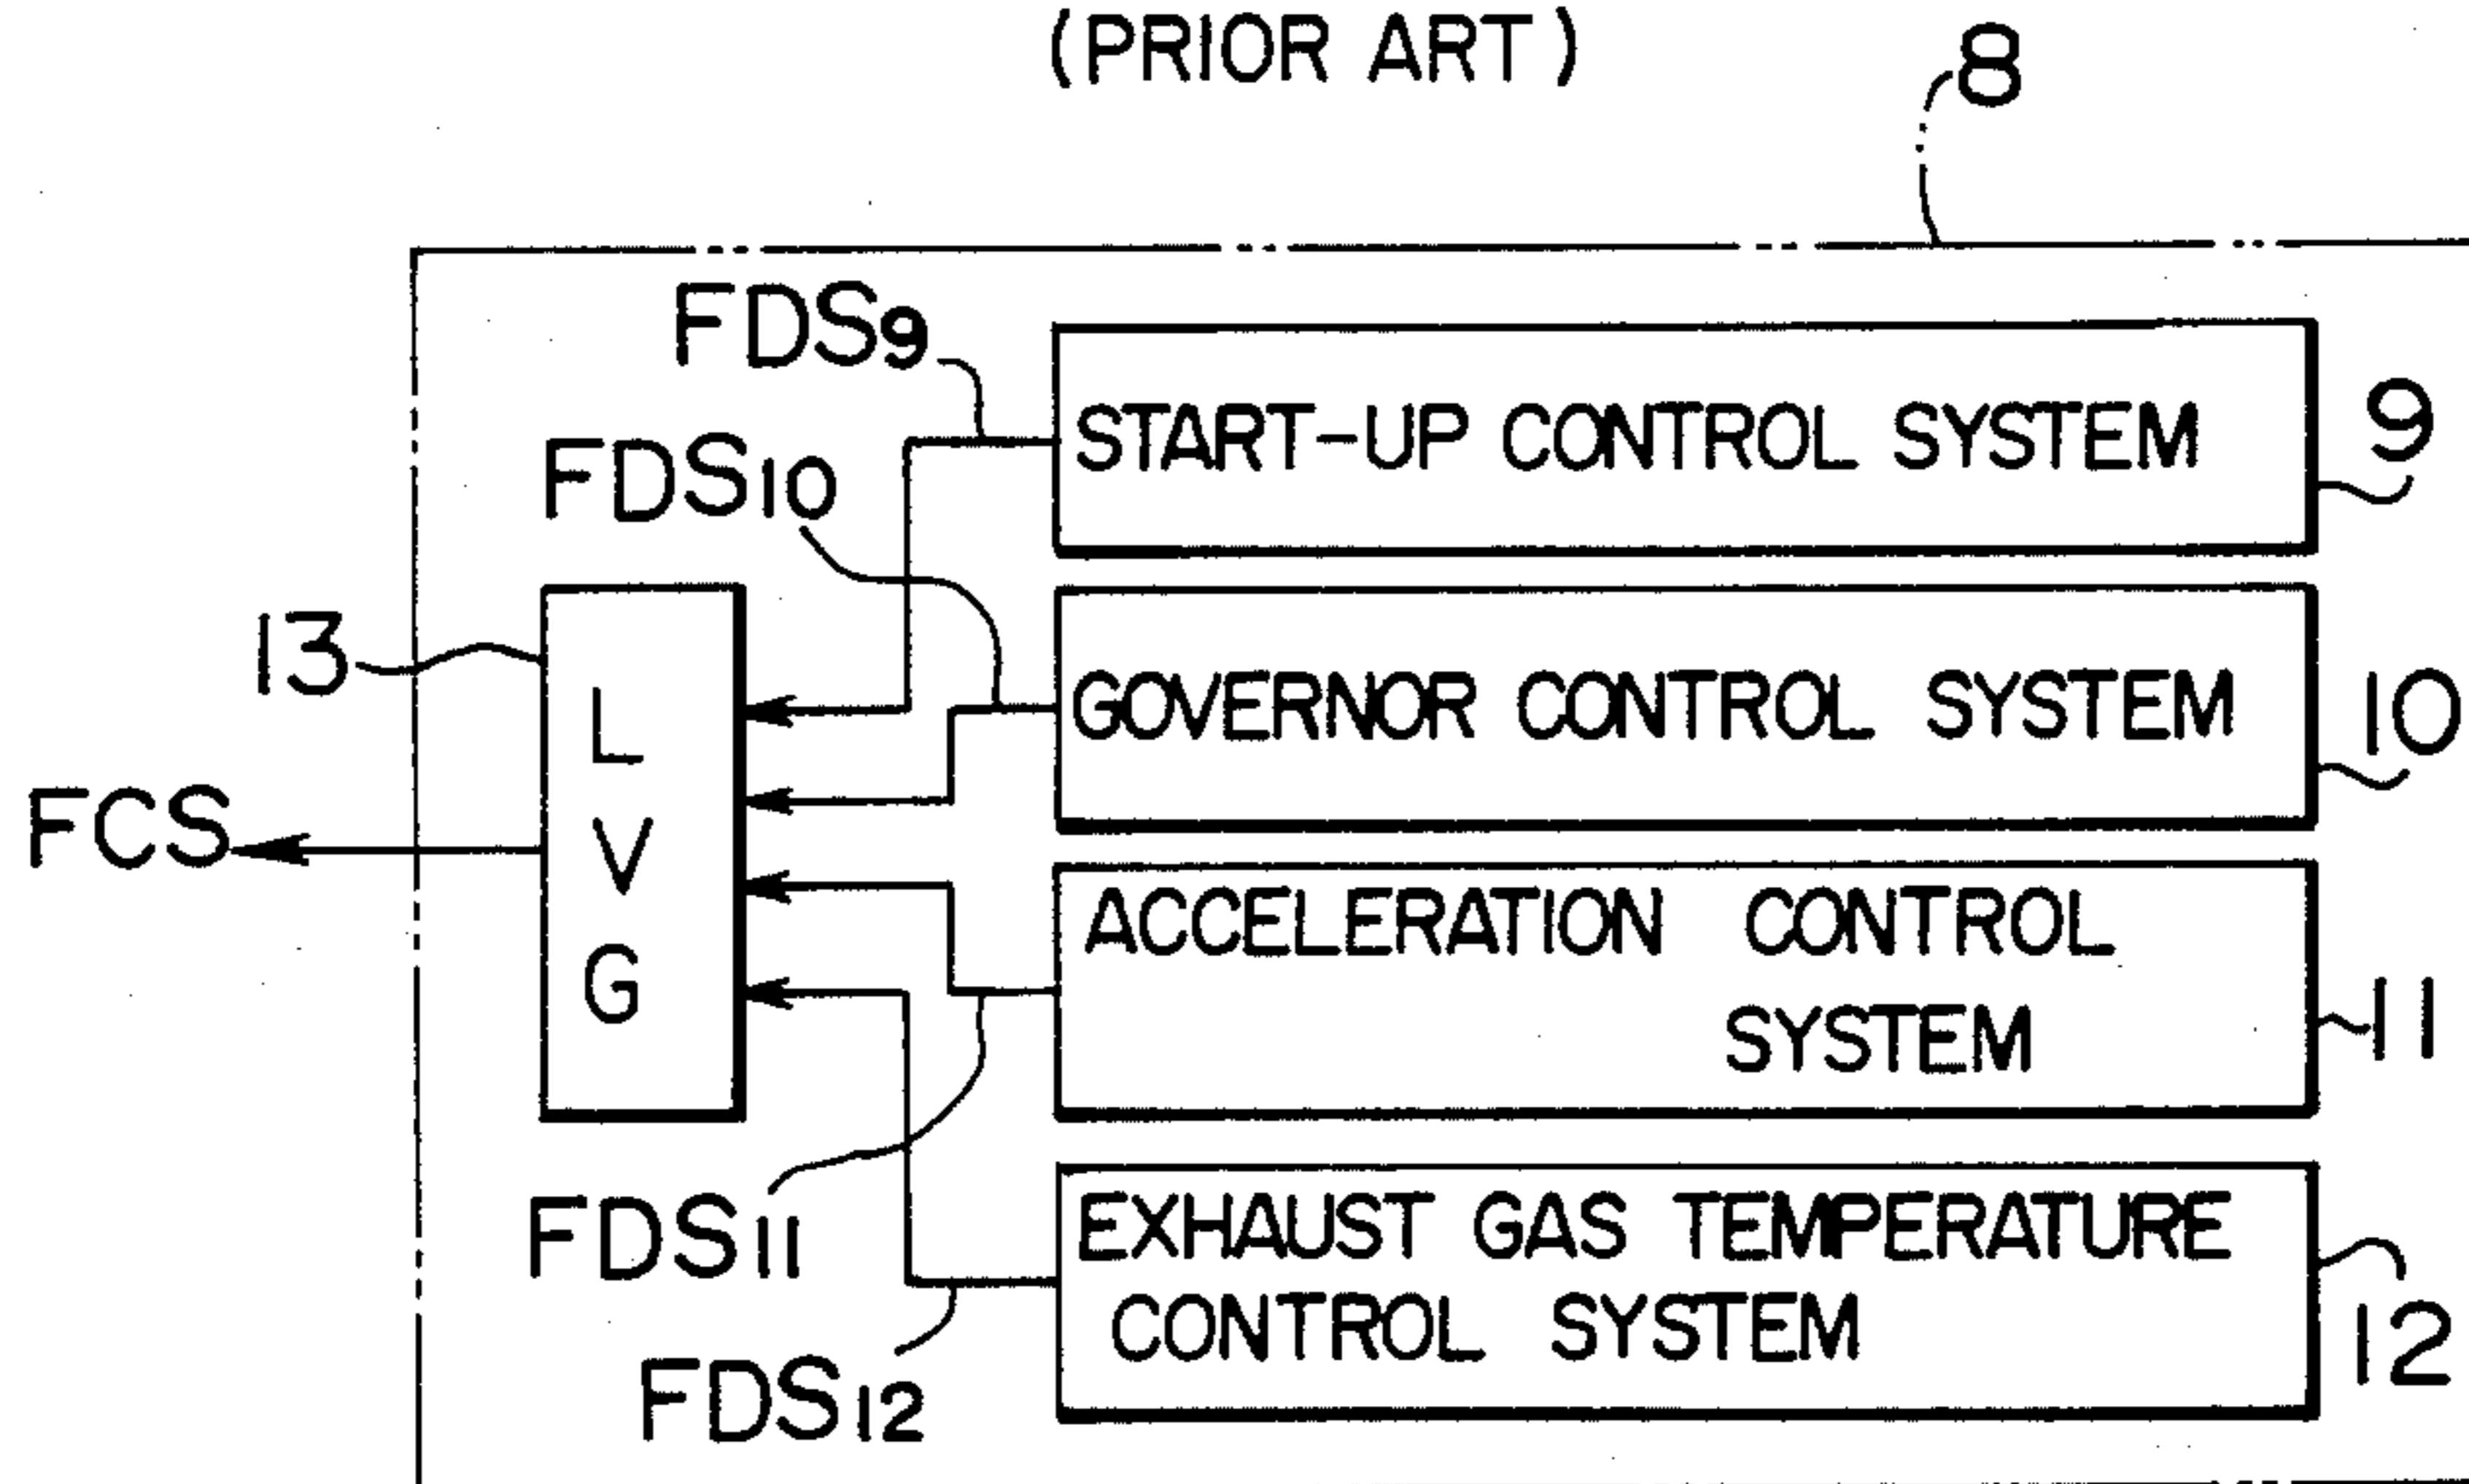 (PRIOR ART)
8
FDS9
START-UP CONTROL SYSTEM
9
FDS10
13
L
V
G
GOVERNOR CONTROL SYSTEM
10
FCS
ACCELERATION CONTROL
SYSTEM
11
FDS11
EXHAUST GAS TEMPERATURE
CONTROL SYSTEM
12
FDS12